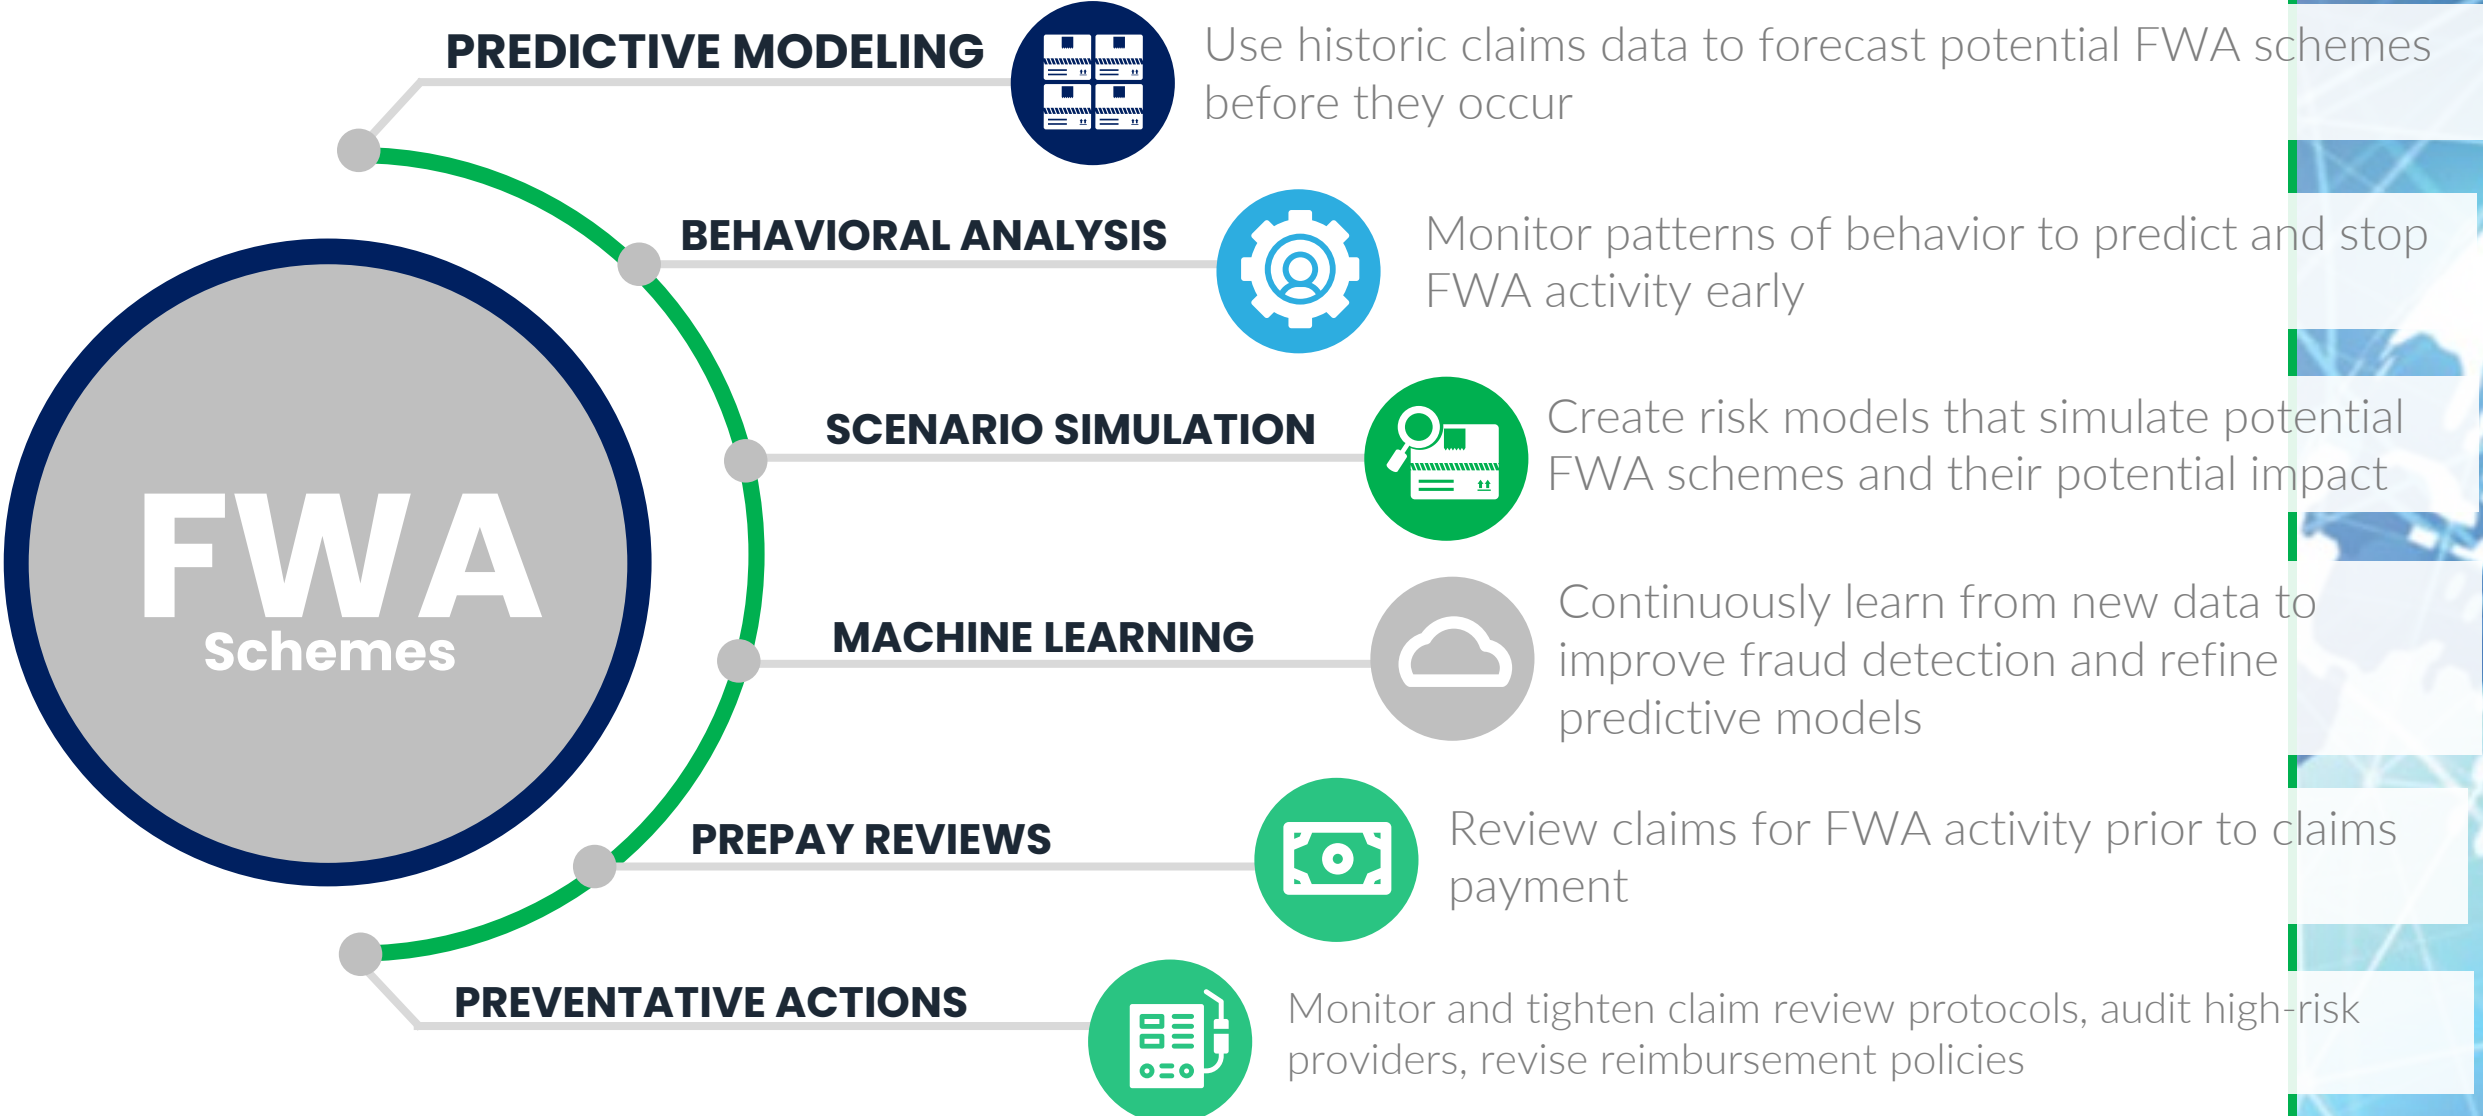 PREDICTIVE MODELING
Use historic claims data to forecast potential FWA schemes
before they occur
BEHAVIORAL ANALYSIS
Monitor patterns of behavior to predict and stop
FWA activity early
SCENARIO SIMULATION
Create risk models that simulate potential
FWA schemes and their potential impact
FWA
Schemes
MACHINE LEARNING
Continuously learn from new data to
improve fraud detection and refine
predictive models
PREPAY REVIEWS
Review claims for FWA activity prior to claims
payment
PREVENTATIVE ACTIONS
Monitor and tighten claim review protocols, audit high-risk
providers, revise reimbursement policies